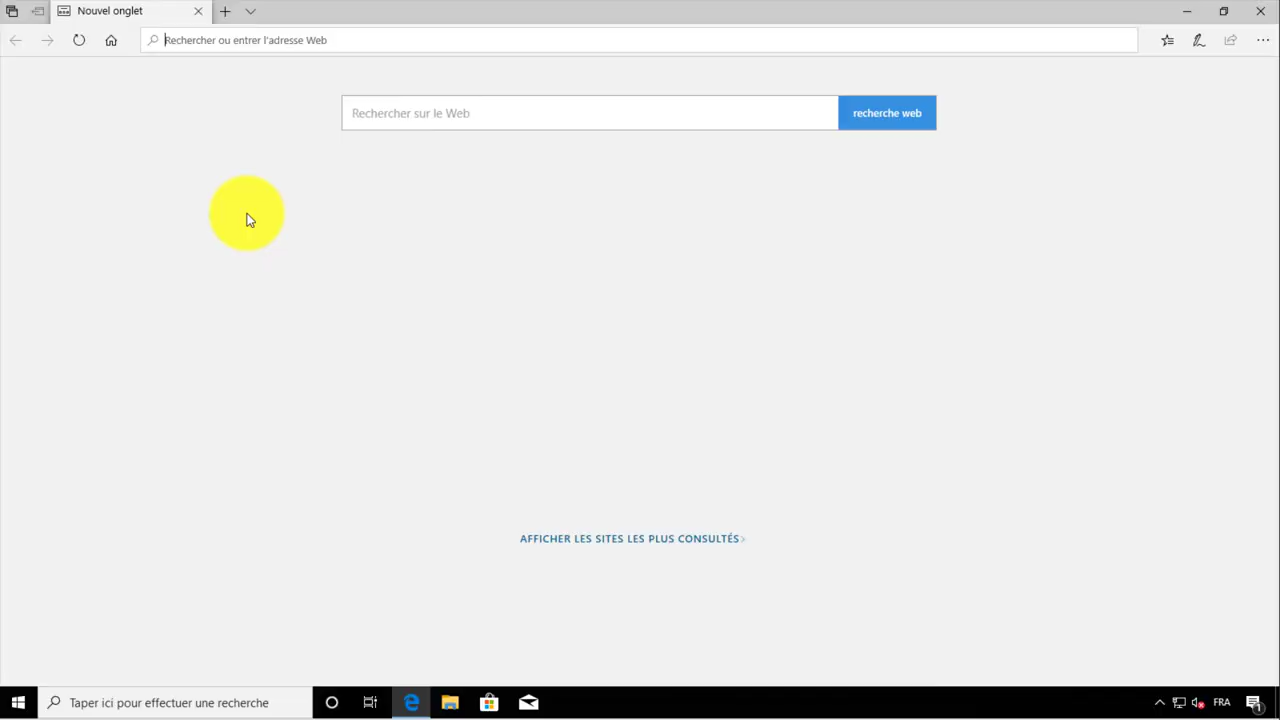 Nouvel onglet
Rechercher ou entrer l'adresse Web
Rechercher sur le Web
recherche web
AFFICHER LES SITES LES PLUS CONSULTÉS
Taper ici pour effectuer une recherche
FRA
1